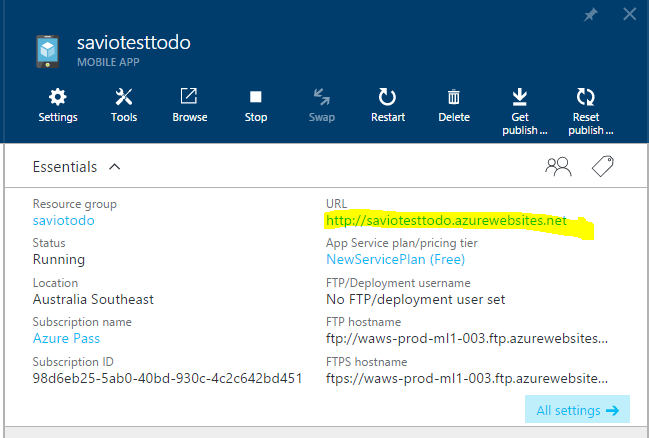 saviotesttodo
MOBILE APP
Settings Tools Browse Stop Swap Restart Delete Get publish ... Reset publish ...
Essentials
Resource group
saviotodo
URL
http://saviotesttodo.azurewebsites.net
Status
Running
App Service plan/pricing tier
NewServicePlan (Free)
Location
Australia Southeast
FTP/Deployment username
No FTP/deployment user set
Subscription name
Azure Pass
FTP hostname
ftp://waws-prod-ml1-003.ftp.azurewebsites...
Subscription ID
98d6eb25-5ab0-40bd-930c-4c2c642bd451
FTPS hostname
ftps://waws-prod-ml1-003.ftp.azurewebsite...
All settings